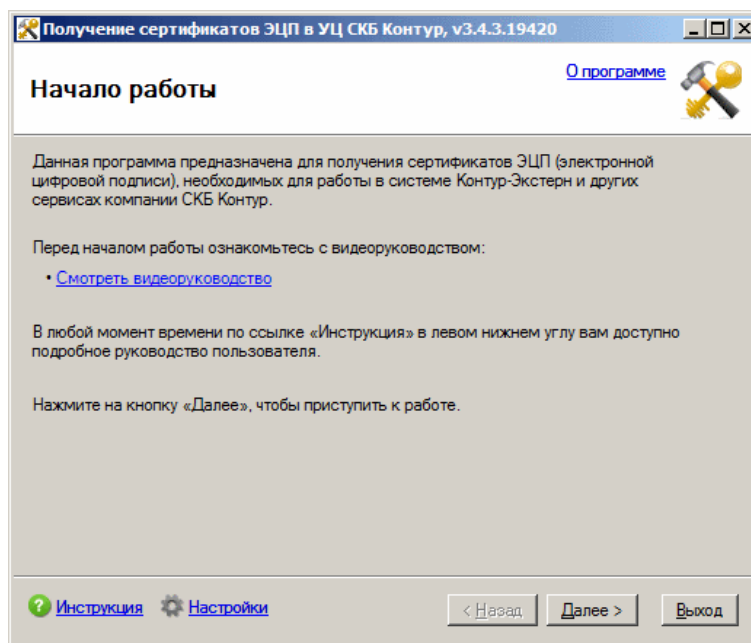 Получение сертификатов ЭЦП в УЦ СКБ Контур, v3.4.3.19420
О программе
Начало работы
Данная программа предназначена для получения сертификатов ЭЦП (электронной
цифровой подписи), необходимых для работы в системе Контур-Экстерн и других
сервисах компании СКБ Контур.
Перед началом работы ознакомьтесь с видеоруководством:
• Смотреть видеоруководство
В любой момент времени по ссылке «Инструкция» в левом нижнем углу вам доступно
подробное руководство пользователя.
Нажмите на кнопку «Далее», чтобы приступить к работе.
Инструкция Настройки < Назад Далее > Выход